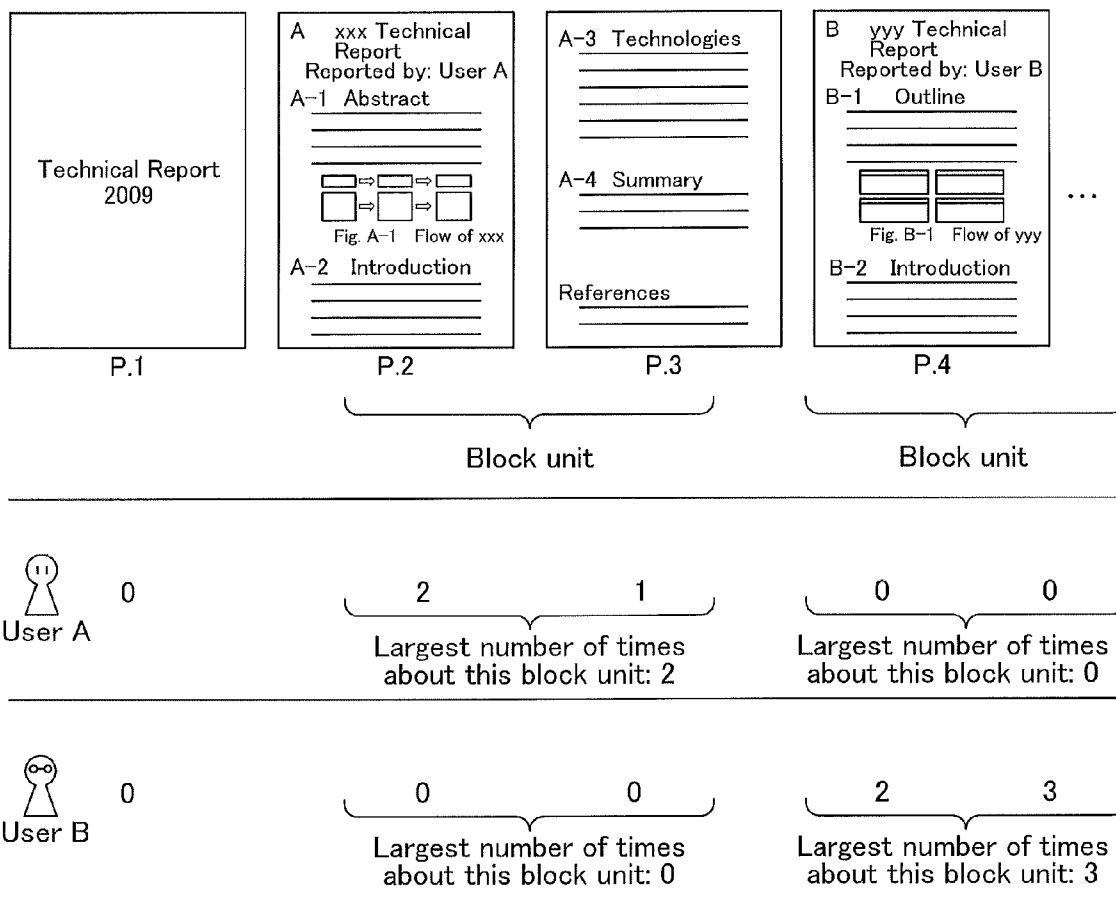 Technical Report
2009
P.1
A xxx Technical
Report
Reported by: User A
A-1 Abstract
Fig. A-1 Flow of xxx
A-2 Introduction
P.2
A-3 Technologies
A-4 Summary
References
P.3
B yyy Technical
Report
Reported by: User B
B-1 Outline
Fig. B-1 Flow of yyy
B-2 Introduction
P.4
...
Block unit
Block unit
User A
0
2 1
Largest number of times
about this block unit: 2
0 0
Largest number of times
about this block unit: 0
User B
0
0 0
Largest number of times
about this block unit: 0
2 3
Largest number of times
about this block unit: 3